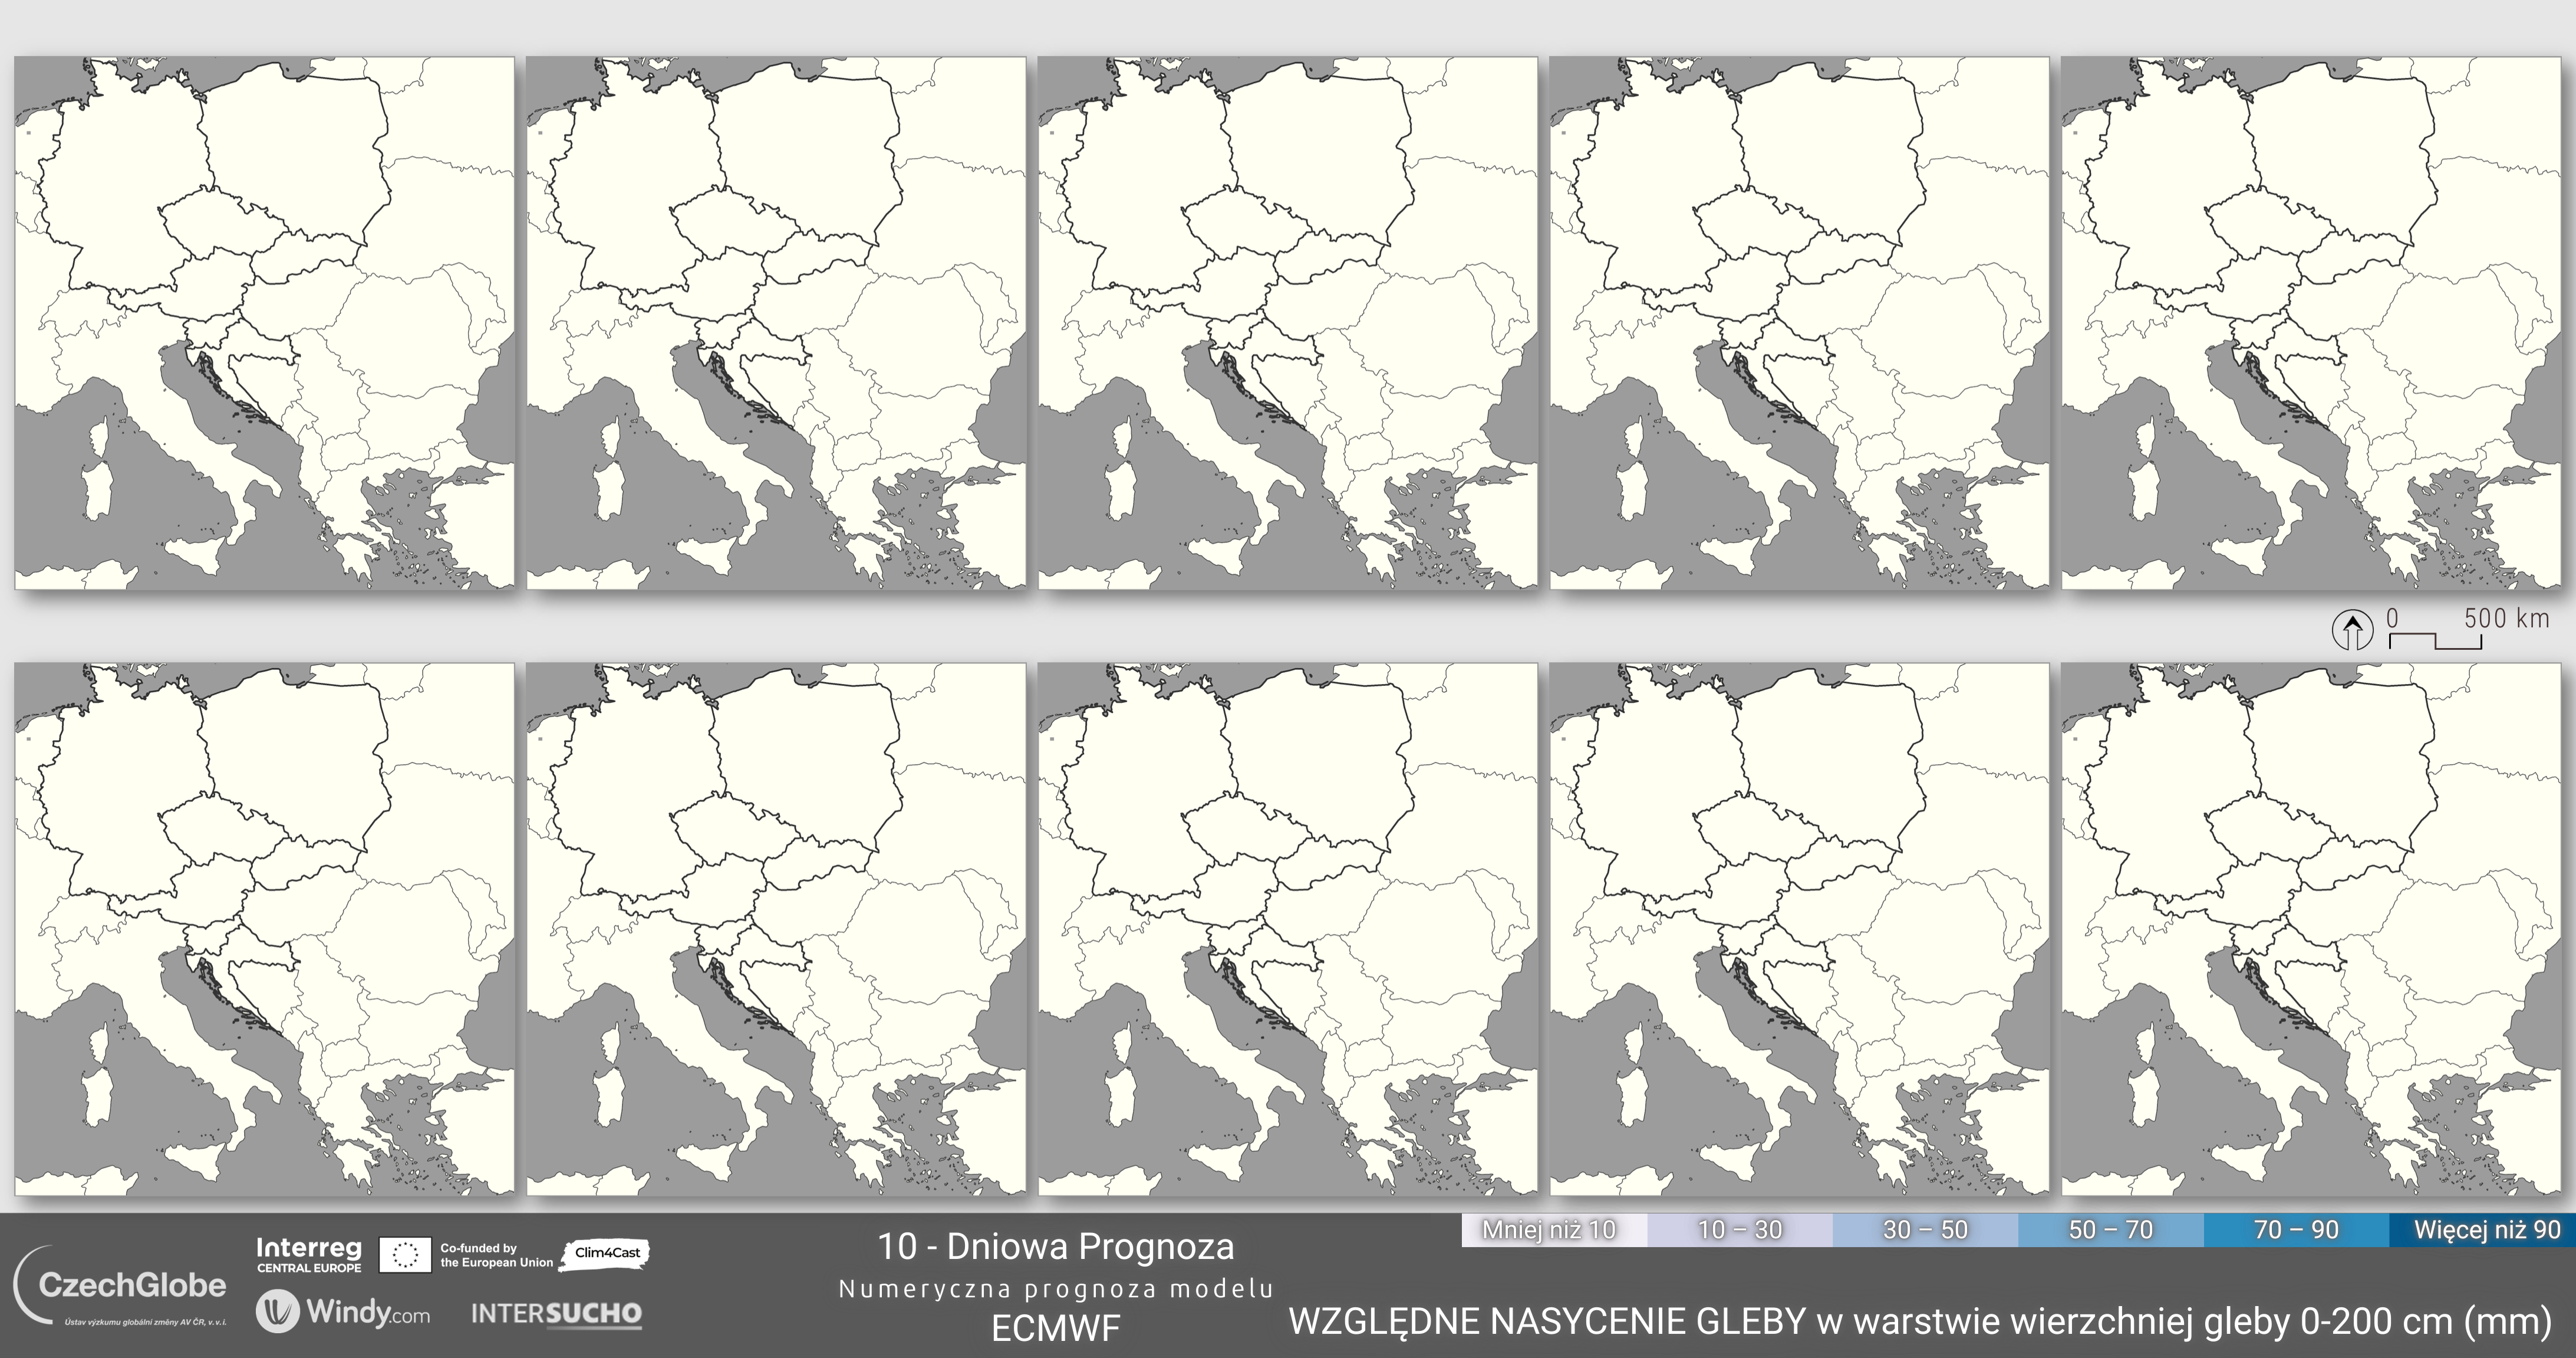 0 500 km
Mniej niż 10
10 – 30
30 – 50
50 – 70
70 – 90
Więcej niż 90
CzechGlobe
Ústav výzkumu globální změny AV ČR, v.v.i.
Interreg
CENTRAL EUROPE
Co-funded by
the European Union
Clim4Cast
Windy.com
INTERSUCHO
10 - Dniowa Prognoza
Numeryczna prognoza modelu
ECMWF
WZGLĘDNE NASYCENIE GLEBY w warstwie wierzchniej gleby 0-200 cm (mm)